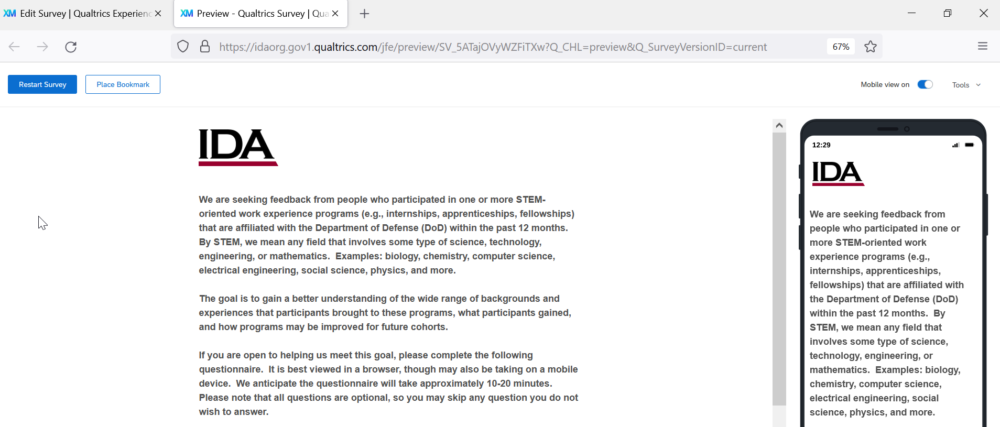 XM Edit Survey | Qualtrics Experienc
XM Preview - Qualtrics Survey | Qua
https://idaorg.gov1.qualtrics.com/jfe/preview/SV_5ATajOVyWZFiTXw?Q_CHL=preview&Q_SurveyVersionID=current
67%
Restart Survey
Place Bookmark
Mobile view on
Tools
IDA
We are seeking feedback from people who participated in one or more STEM-
oriented work experience programs (e.g., internships, apprenticeships, fellowships)
that are affiliated with the Department of Defense (DoD) within the past 12 months.
By STEM, we mean any field that involves some type of science, technology,
engineering, or mathematics.  Examples: biology, chemistry, computer science,
electrical engineering, social science, physics, and more.
The goal is to gain a better understanding of the wide range of backgrounds and
experiences that participants brought to these programs, what participants gained,
and how programs may be improved for future cohorts.
If you are open to helping us meet this goal, please complete the following
questionnaire.  It is best viewed in a browser, though may also be taking on a mobile
device.  We anticipate the questionnaire will take approximately 10-20 minutes.
Please note that all questions are optional, so you may skip any question you do not
wish to answer.
12:29
IDA
We are seeking feedback from
people who participated in one or
more STEM-oriented work
experience programs (e.g.,
internships, apprenticeships,
fellowships) that are affiliated with
the Department of Defense (DoD)
within the past 12 months.  By
STEM, we mean any field that
involves some type of science,
technology, engineering, or
mathematics.  Examples: biology,
chemistry, computer science,
electrical engineering, social
science, physics, and more.